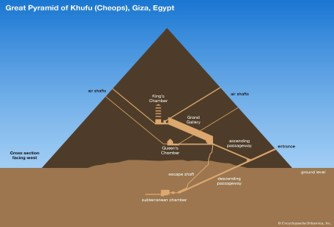 Great Pyramid of Khufu (Cheops), Giza, Egypt
air shafts
air shafts
King's
Chamber
Grand
Gallery
Queen's
Chamber
ascending
passageway
entrance
Cross section
facing west
ground level
escape shaft
descending
passageway
subterranean chamber
© Encyclopædia Britannica, Inc.